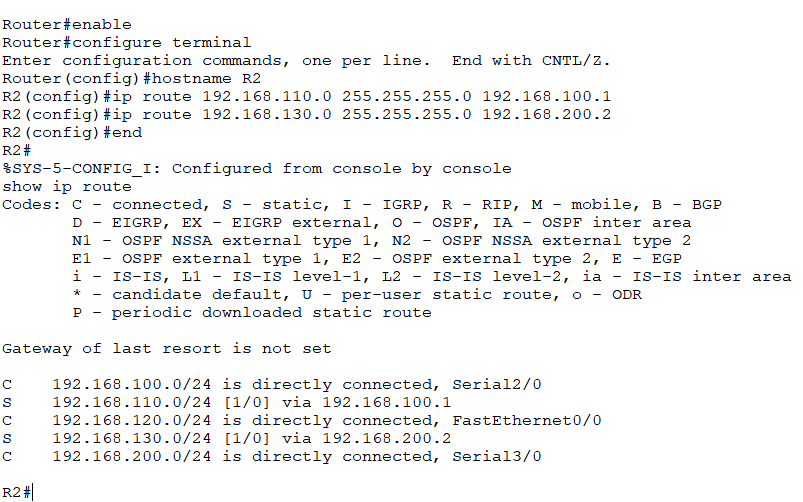 Router#enable
Router#configure terminal
Enter configuration commands, one per line.  End with CNTL/Z.
Router(config)#hostname R2
R2(config)#ip route 192.168.110.0 255.255.255.0 192.168.100.1
R2(config)#ip route 192.168.130.0 255.255.255.0 192.168.200.2
R2(config)#end
R2#
%SYS-5-CONFIG_I: Configured from console by console
show ip route
Codes: C - connected, S - static, I - IGRP, R - RIP, M - mobile, B - BGP
       D - EIGRP, EX - EIGRP external, O - OSPF, IA - OSPF inter area
       N1 - OSPF NSSA external type 1, N2 - OSPF NSSA external type 2
       E1 - OSPF external type 1, E2 - OSPF external type 2, E - EGP
       i - IS-IS, L1 - IS-IS level-1, L2 - IS-IS level-2, ia - IS-IS inter area
       * - candidate default, U - per-user static route, o - ODR
       P - periodic downloaded static route

Gateway of last resort is not set

C    192.168.100.0/24 is directly connected, Serial2/0
S    192.168.110.0/24 [1/0] via 192.168.100.1
C    192.168.120.0/24 is directly connected, FastEthernet0/0
S    192.168.130.0/24 [1/0] via 192.168.200.2
C    192.168.200.0/24 is directly connected, Serial3/0

R2#